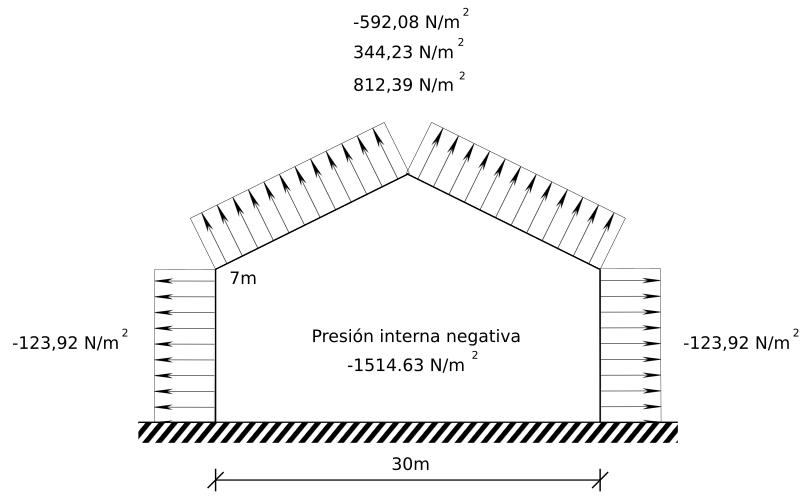 -592,08 N/m²
344,23 N/m²
812,39 N/m²
7m
Presión interna negativa
-1514.63 N/m ²
-123,92 N/m²
-123,92 N/m²
30m